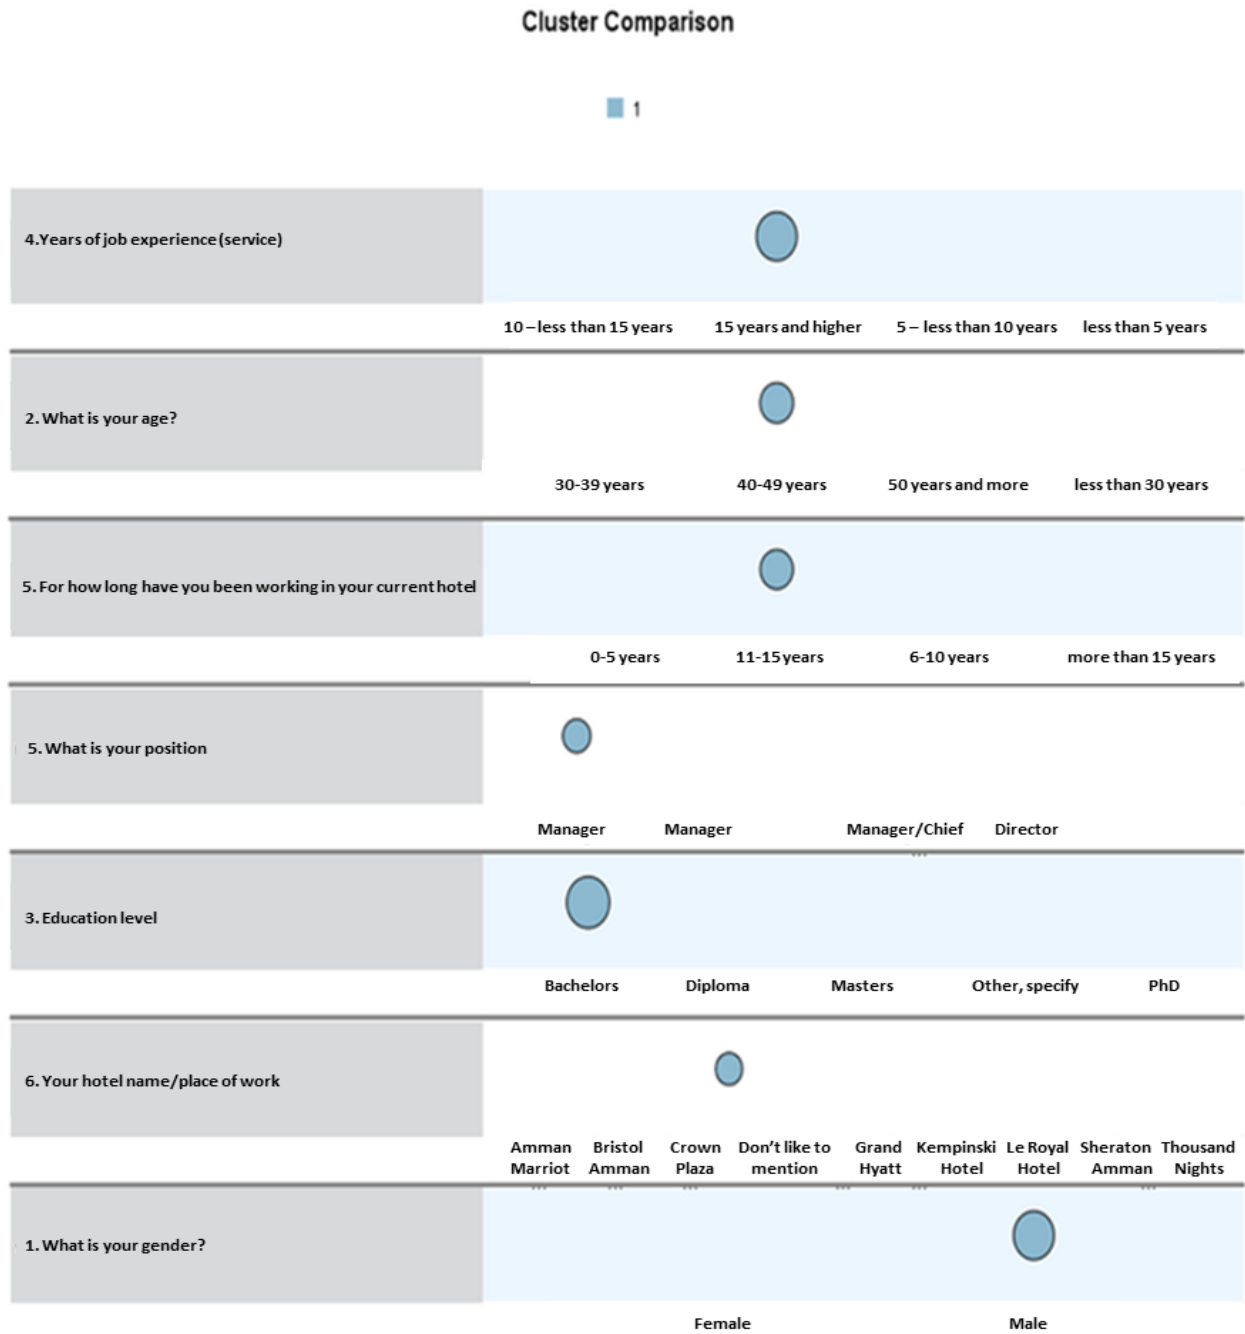 Cluster Comparison
1
4.Years of job experience (service)
10 – less than 15 years 15 years and higher 5 – less than 10 years less than 5 years
2. What is your age?
30-39 years 40-49 years 50 years and more less than 30 years
5. For how long have you been working in your current hotel
0-5 years 11-15 years 6-10 years more than 15 years
5. What is your position
Manager Manager Manager/Chief Director
...
3. Education level
Bachelors Diploma Masters Other, specify PhD
6. Your hotel name/place of work
Amman Bristol Crown Don't like to Grand Kempinski Le Royal Sheraton Thousand
Marriot Amman Plaza mention Hyatt Hotel Hotel Amman Nights
... ... ... ... ... ...
1. What is your gender?
Female Male